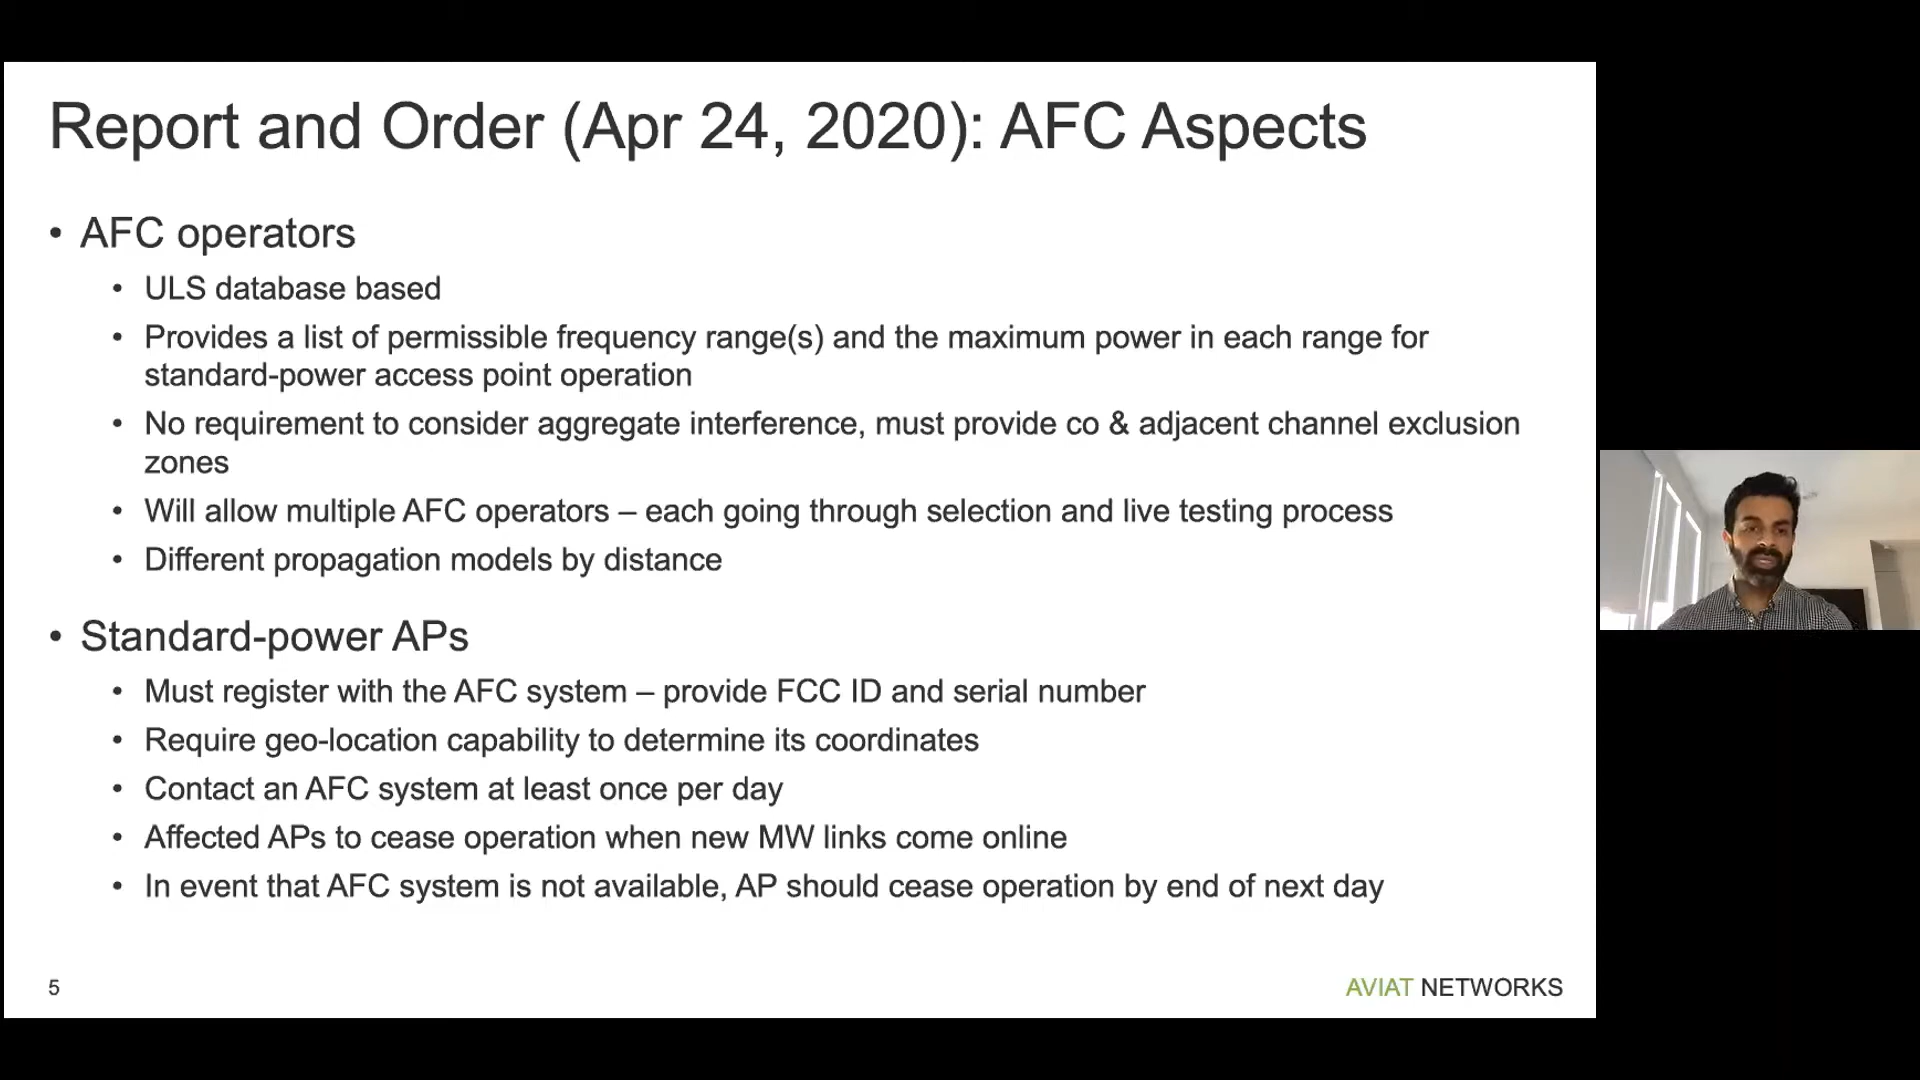 Report and Order (Apr 24, 2020): AFC Aspects
• AFC operators
• ULS database based
• Provides a list of permissible frequency range(s) and the maximum power in each range for
standard-power access point operation
• No requirement to consider aggregate interference, must provide co & adjacent channel exclusion
zones
• Will allow multiple AFC operators – each going through selection and live testing process
• Different propagation models by distance
• Standard-power APs
• Must register with the AFC system – provide FCC ID and serial number
• Require geo-location capability to determine its coordinates
• Contact an AFC system at least once per day
• Affected APs to cease operation when new MW links come online
• In event that AFC system is not available, AP should cease operation by end of next day
5
AVIAT NETWORKS